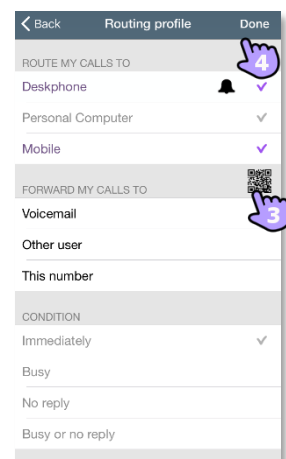 Back Routing profile Done
4
ROUTE MY CALLS TO
Deskphone
Personal Computer
Mobile
FORWARD MY CALLS TO
3
Voicemail
Other user
This number
CONDITION
Immediately
Busy
No reply
Busy or no reply